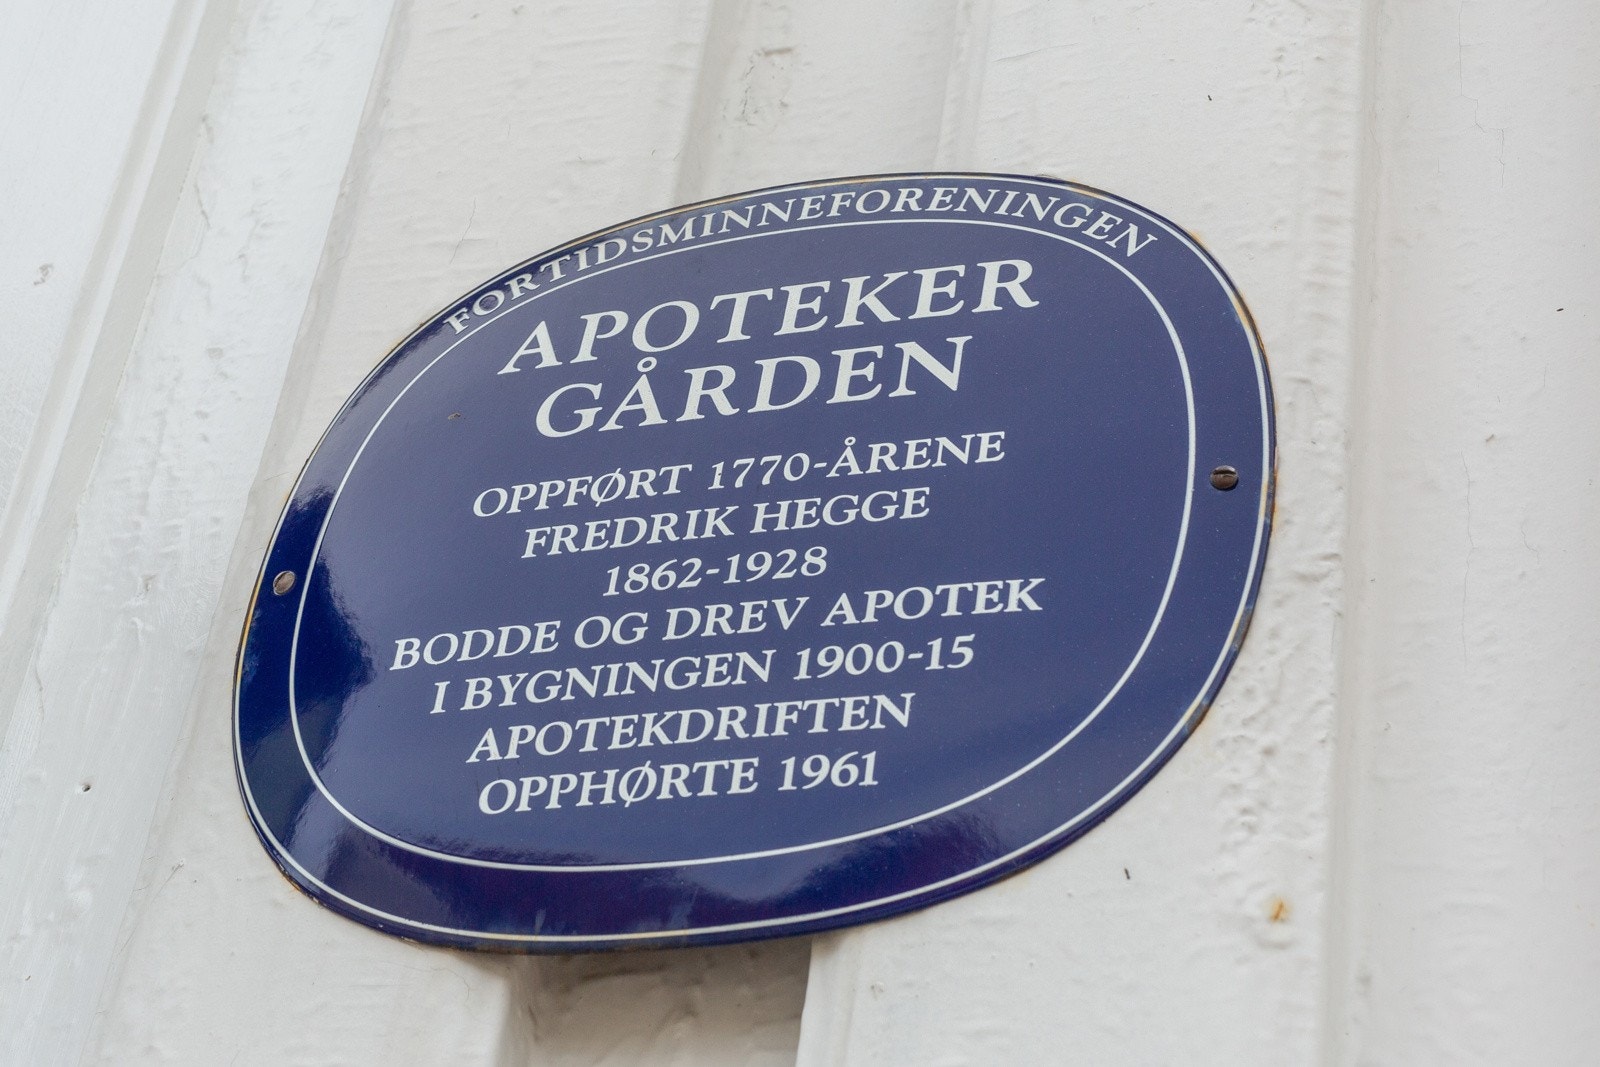 FORTIDSMINNEFORENINGEN
APOTEKER
GÅRDEN
OPPFØRT 1770-ÅRENE
FREDRIK HEGGE
1862-1928
BODDE OG DREV APOTEK
I BYGNINGEN 1900-15
APOTEKDRIFTEN
OPPHØRTE 1961